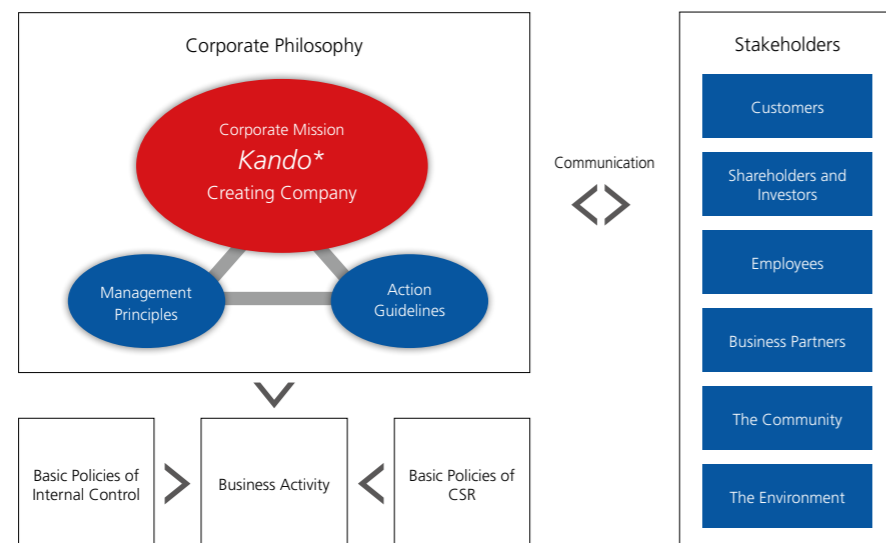 Corporate Philosophy
Corporate Mission
Kando*
Creating Company
Management
Principles
Action
Guidelines
Communication
Stakeholders
Customers
Shareholders and
Investors
Employees
Business Partners
The Community
The Environment
Basic Policies of
Internal Control
Business Activity
Basic Policies of
CSR